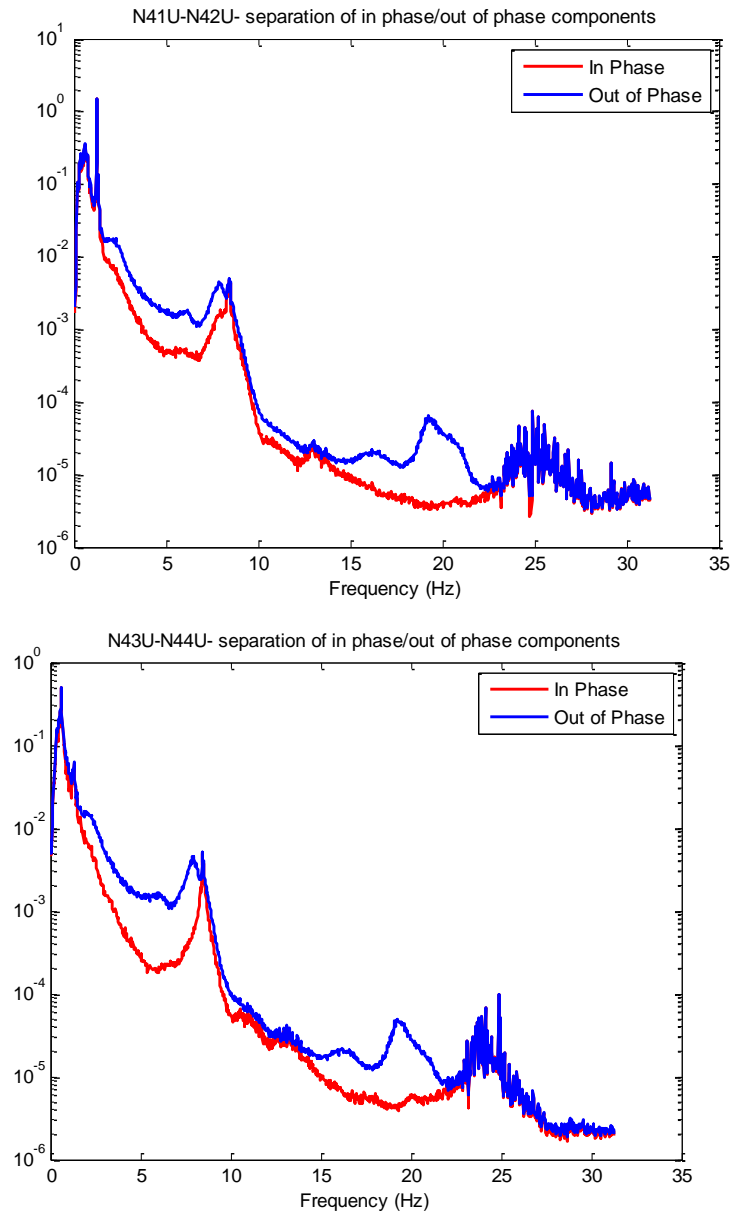 N41U-N42U- separation of in phase/out of phase components
10^1
In Phase
Out of Phase
10^0
10^-1
10^-2
10^-3
10^-4
10^-5
10^-6
0 5 10 15 20 25 30 35
Frequency (Hz)
N43U-N44U- separation of in phase/out of phase components
10^0
In Phase
Out of Phase
10^-1
10^-2
10^-3
10^-4
10^-5
10^-6
0 5 10 15 20 25 30 35
Frequency (Hz)